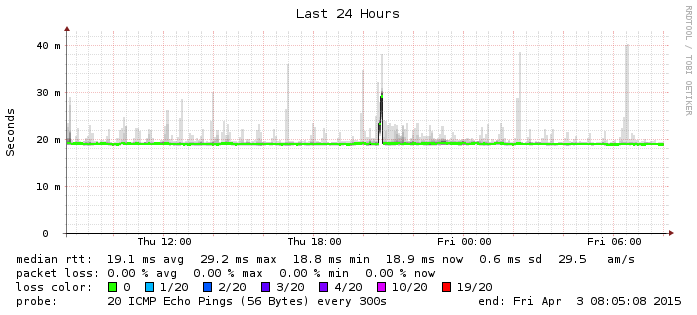 Last 24 Hours
RRDTOOL / TOBI OETIKER
Seconds
40 m
30 m
20 m
10 m
0
Thu 12:00 Thu 18:00 Fri 00:00 Fri 06:00
median rtt: 19.1 ms avg 29.2 ms max 18.8 ms min 18.9 ms now 0.6 ms sd 29.5 am/s
packet loss: 0.00 % avg 0.00 % max 0.00 % min 0.00 % now
loss color: 0 1/20 2/20 3/20 4/20 10/20 19/20
probe: 20 ICMP Echo Pings (56 Bytes) every 300s end: Fri Apr 3 08:05:08 2015